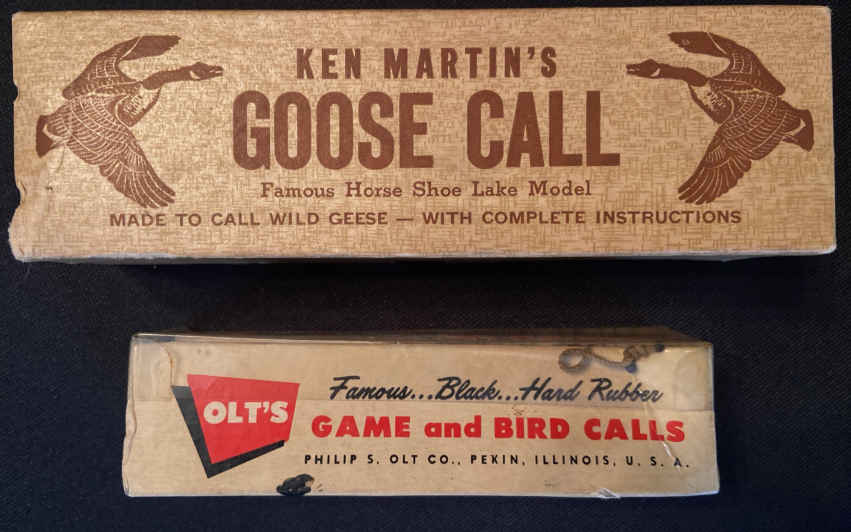 KEN MARTIN'S
GOOSE CALL
Famous Horse Shoe Lake Model
MADE TO CALL WILD GEESE — WITH COMPLETE INSTRUCTIONS
OLT'S
Famous...Black...Hard Rubber
GAME and BIRD CALLS
PHILIP S. OLT CO., PEKIN, ILLINOIS, U. S. A.